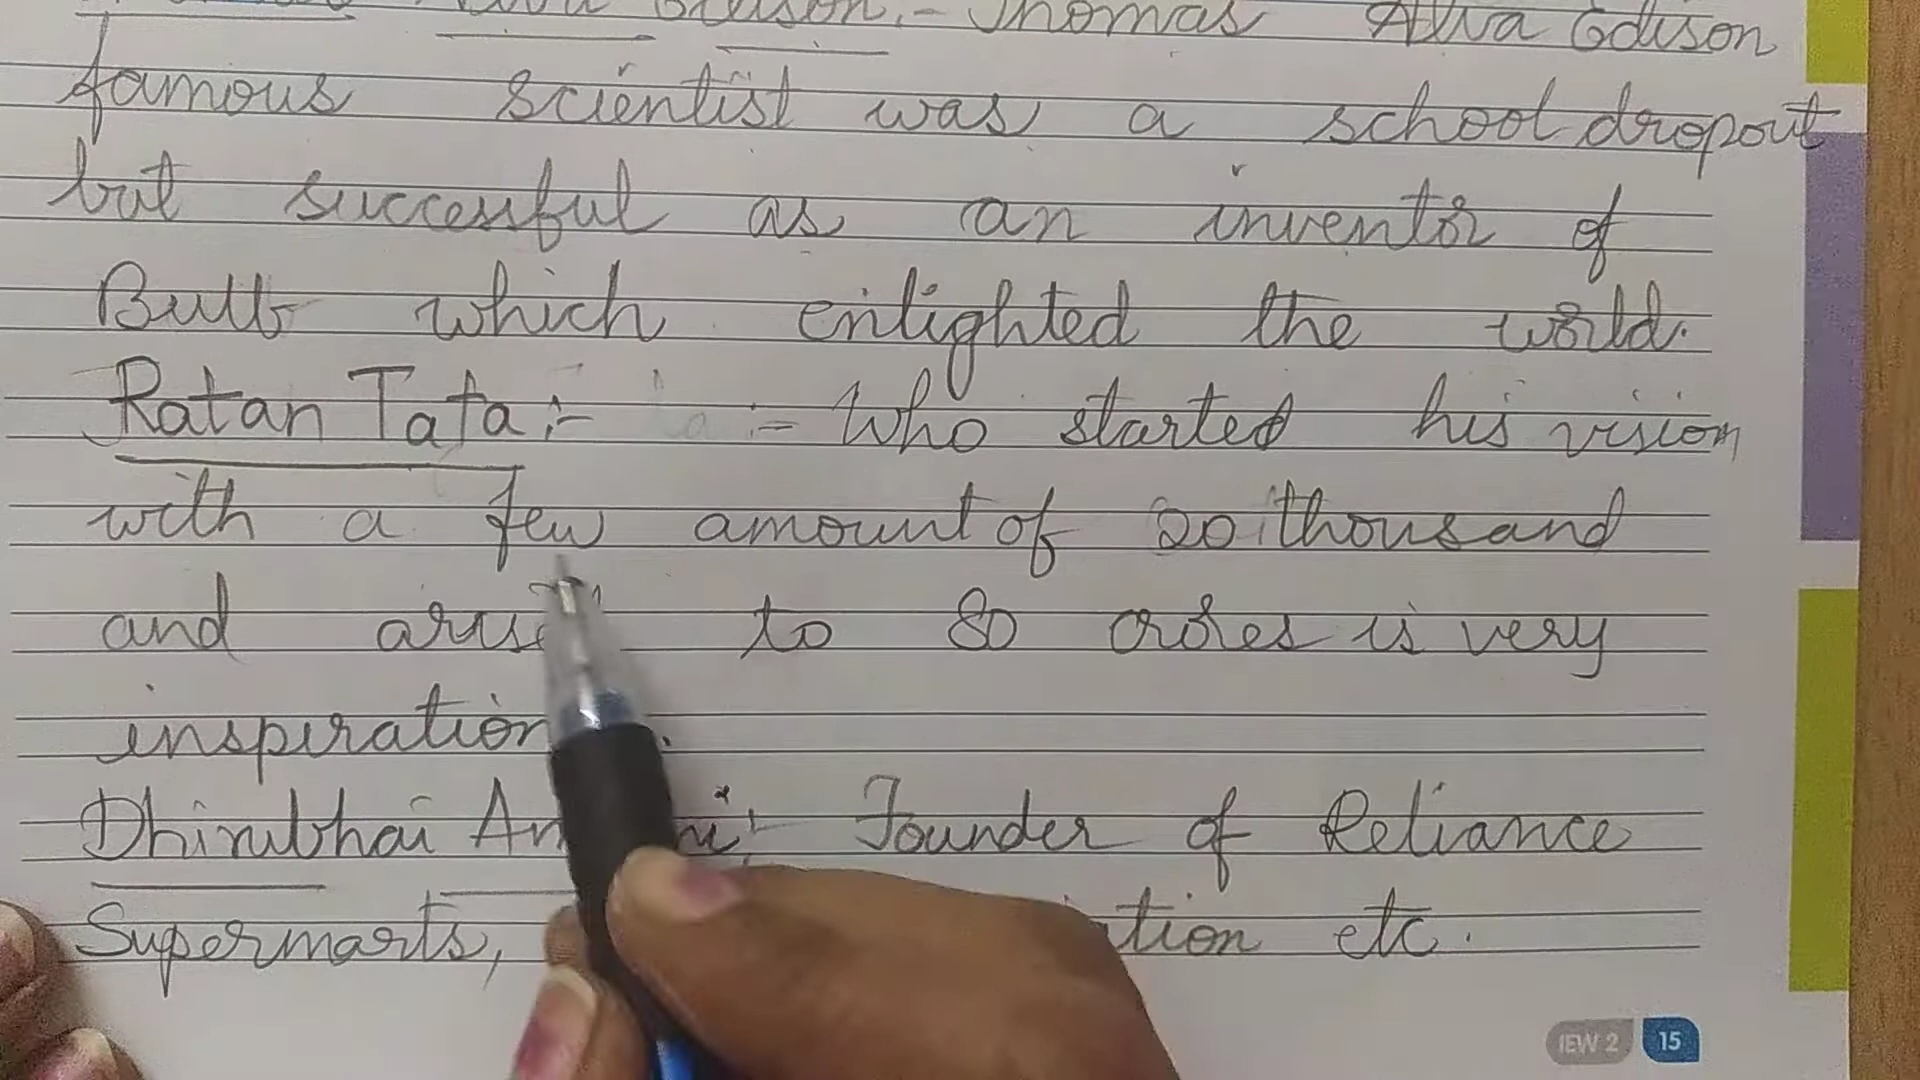 Alva Edison:- Thomas Alva Edison
famous scientist was a school dropout
but successful as an inventor of
Bulb which enlighted the world.
Ratan Tata:- :- Who started his vision
with a few amount of 20 thousand
and to 80 crores is very
inspiration.
Dhirubhai Founder of Reliance
Supermarts, etc.
IEW 2 15